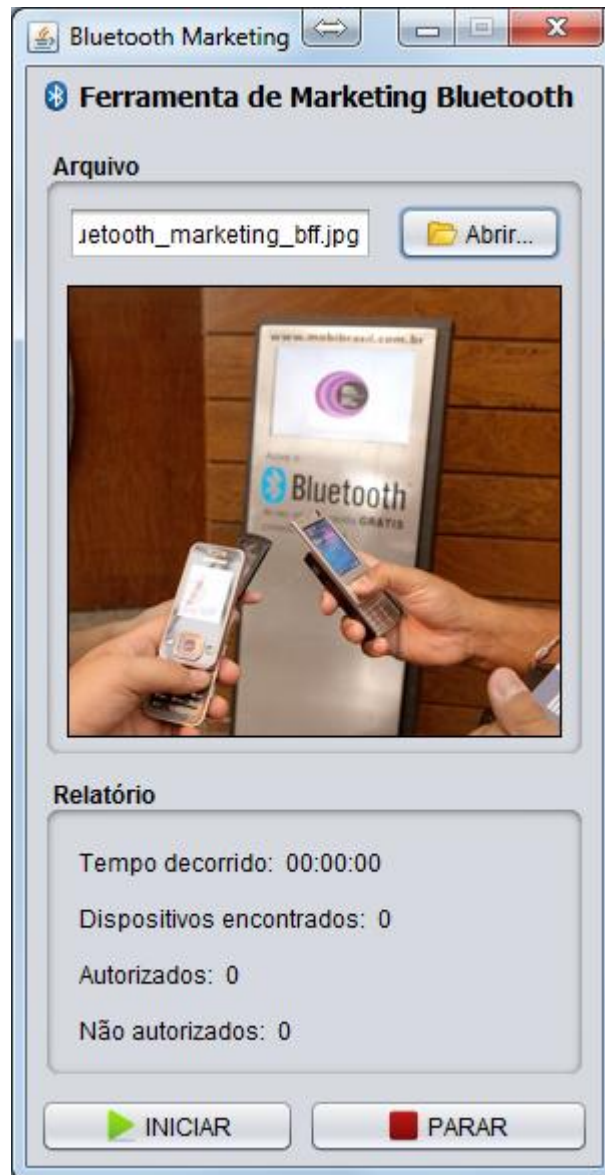 Bluetooth Marketing
Ferramenta de Marketing Bluetooth
Arquivo
uetooth_marketing_bff.jpg Abrir...
www.mobibrasil.com.br
Bluetooth
GRATIS
Relatório
Tempo decorrido: 00:00:00
Dispositivos encontrados: 0
Autorizados: 0
Não autorizados: 0
INICIAR PARAR